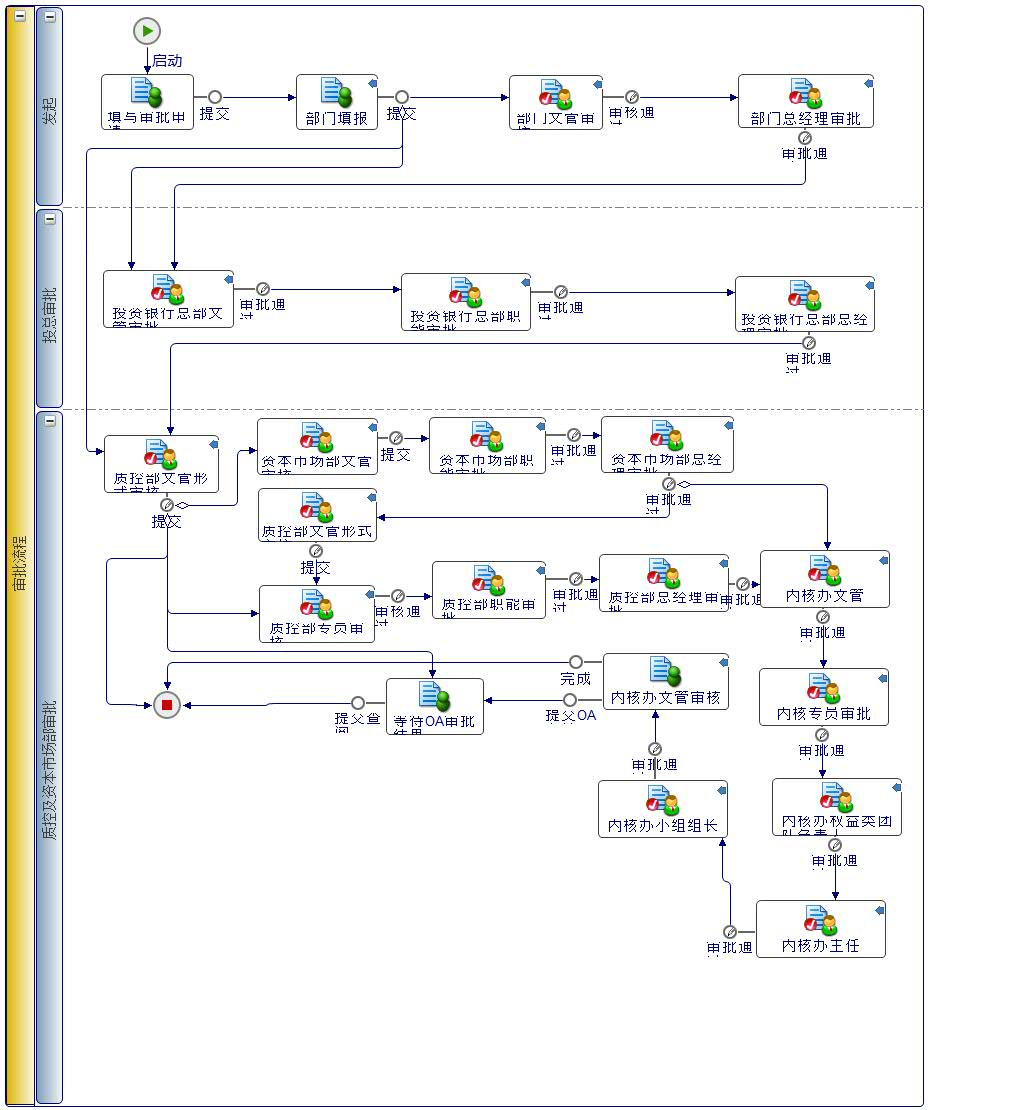 启动
填写审批申
提交
部门填报
提交
部门文管审
审核通
部门总经理审批
审批通
发起
投资银行总部文
管审批
审批通
过
投资银行总部职
能审批
审批通
过
投资银行总部总经
理审批
审批通
过
投总审批
质控部文管形
式审核
提交
资本市场部文管
审核
提交
资本市场部职
能审批
审批通
过
资本市场部总经
理审批
审批通
过
质控部文管形式
提交
质控部专员审
核
审核通
过
质控部职能审
批
审批通
过
质控部总经理审
批
审批通
内核办文管
审批通
内核专员审批
审批通
内核办权益类团
队负责人
审批通
内核办主任
审批通
内核办小组组长
审批通
内核办文管审核
完成
提交OA
等待OA审批
结果
提交查
阅
审批流程
质控及资本市场部审批